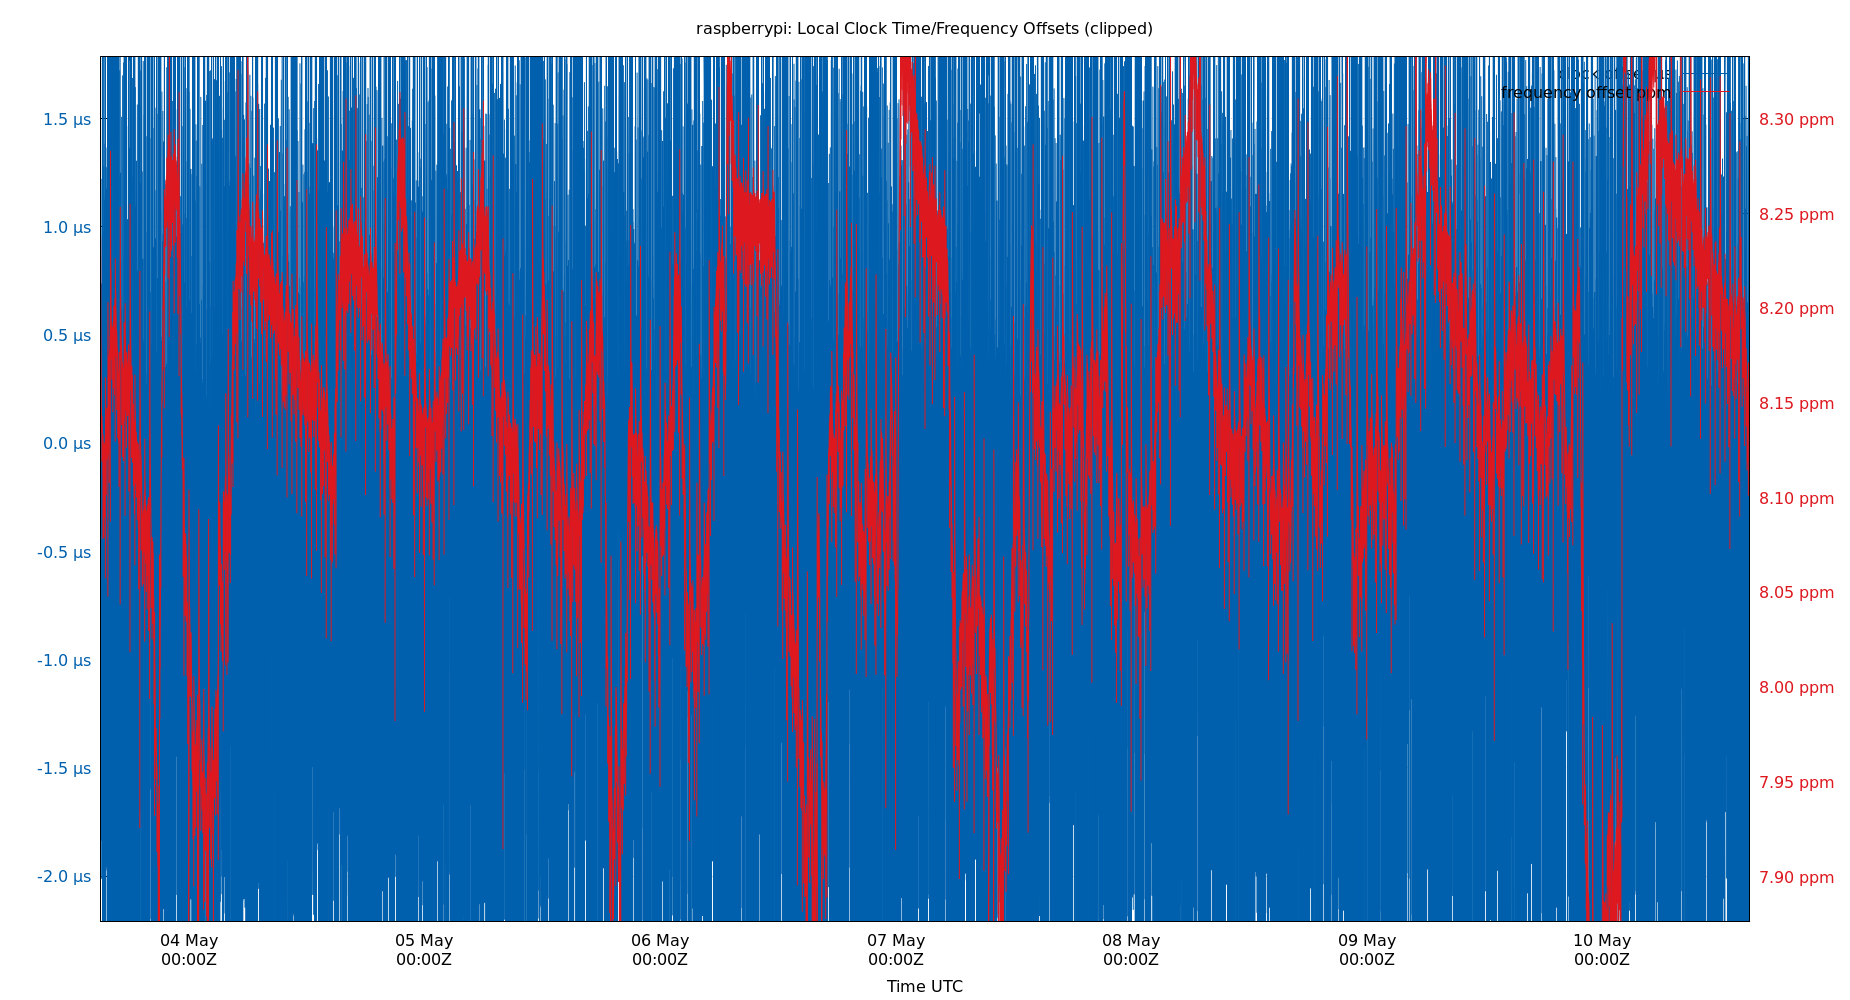 raspberrypi: Local Clock Time/Frequency Offsets (clipped)
clock offset µs
frequency offset ppm
1.5 µs
1.0 µs
0.5 µs
0.0 µs
-0.5 µs
-1.0 µs
-1.5 µs
-2.0 µs
8.30 ppm
8.25 ppm
8.20 ppm
8.15 ppm
8.10 ppm
8.05 ppm
8.00 ppm
7.95 ppm
7.90 ppm
04 May 05 May 06 May 07 May 08 May 09 May 10 May
00:00Z 00:00Z 00:00Z 00:00Z 00:00Z 00:00Z 00:00Z
Time UTC